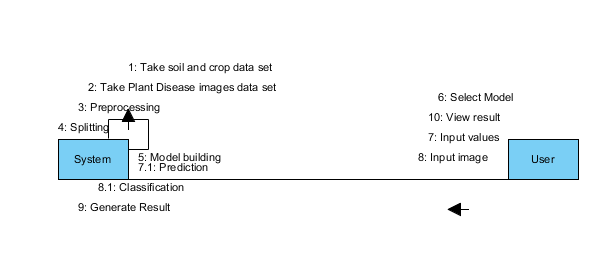 1: Take soil and crop data set
2: Take Plant Disease images data set
3: Preprocessing
4: Splitting
System
5: Model building
7.1: Prediction
8.1: Classification
9: Generate Result
6: Select Model
10: View result
7: Input values
8: Input image
User